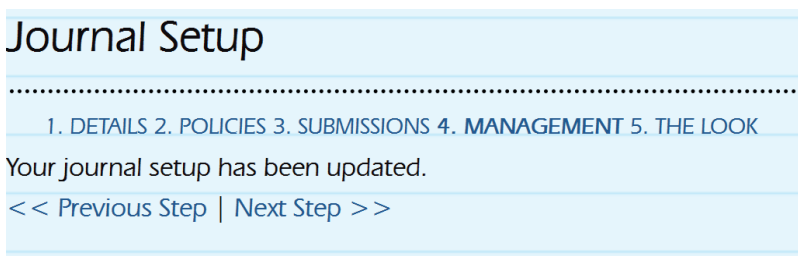 Journal Setup
1. DETAILS 2. POLICIES 3. SUBMISSIONS 4. MANAGEMENT 5. THE LOOK
Your journal setup has been updated.
<< Previous Step | Next Step >>